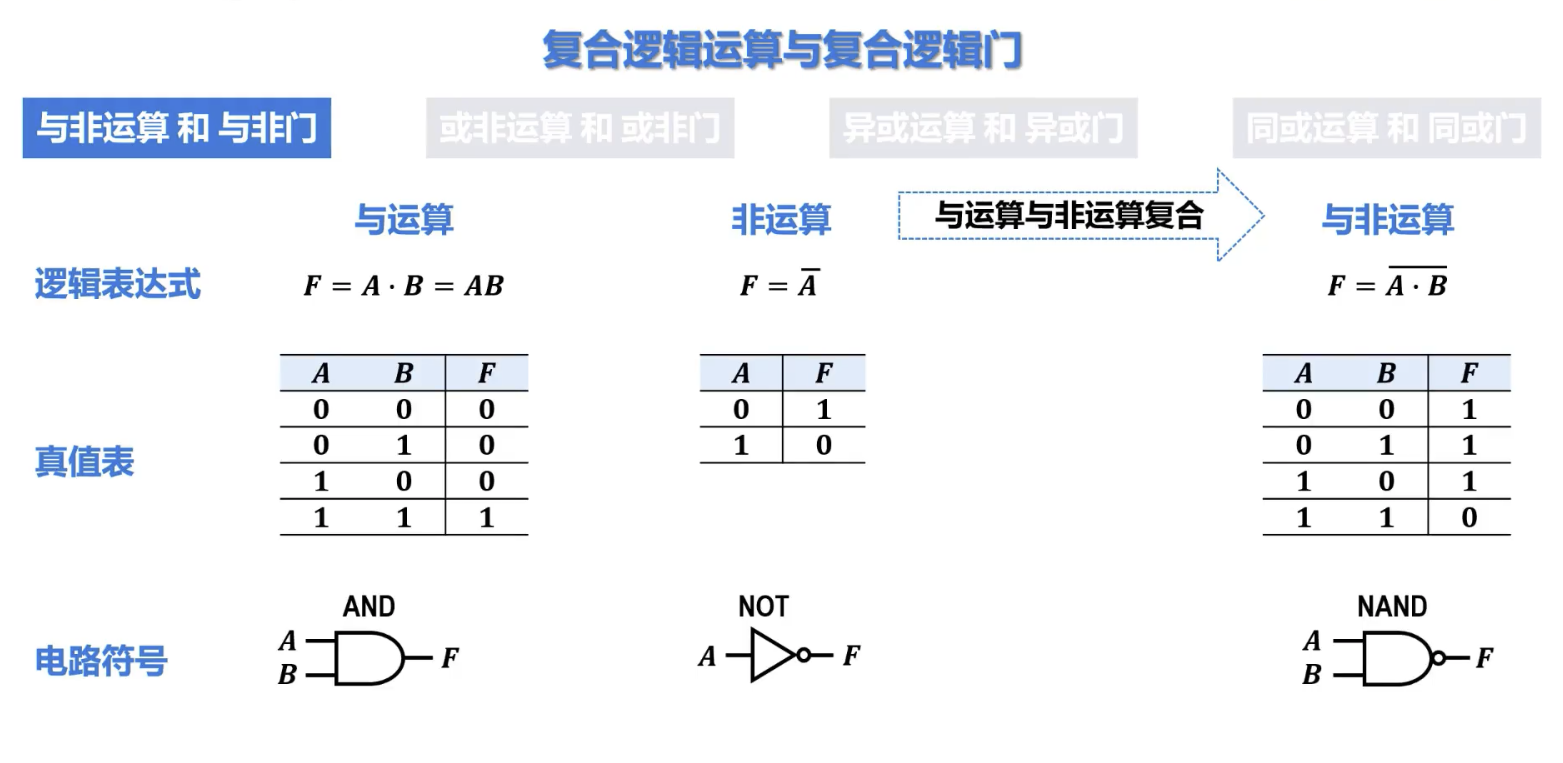 复合逻辑运算与复合逻辑门
与非运算 和 与非门
或非运算 和 或非门
异或运算 和 异或门
同或运算 和 同或门
与运算
非运算
与运算与非运算复合
与非运算
逻辑表达式
F = A · B = AB
F = A̅
F = \overline{A · B}
真值表
A B F
0 0 0
0 1 0
1 0 0
1 1 1
A F
0 1
1 0
A B F
0 0 1
0 1 1
1 0 1
1 1 0
电路符号
AND
A
B
F
NOT
A
F
NAND
A
B
F